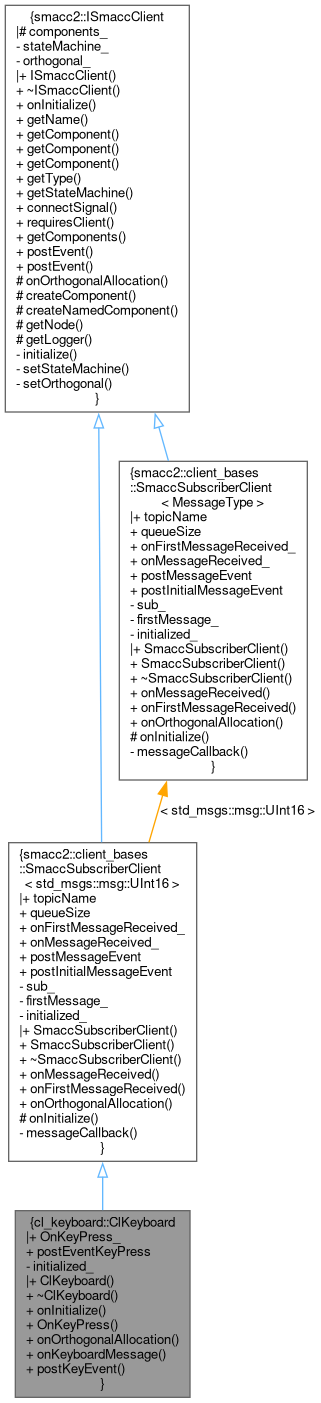 {smacc2::ISmaccClient
|# components_
- stateMachine_
- orthogonal_
|+ ISmaccClient()
+ ~ISmaccClient()
+ onInitialize()
+ getName()
+ getComponent()
+ getComponent()
+ getComponent()
+ getType()
+ getStateMachine()
+ connectSignal()
+ requiresClient()
+ getComponents()
+ postEvent()
+ postEvent()
# onOrthogonalAllocation()
# createComponent()
# createNamedComponent()
# getNode()
# getLogger()
- initialize()
- setStateMachine()
- setOrthogonal()
}
{smacc2::client_bases
::SmaccSubscriberClient
< MessageType >
|+ topicName
+ queueSize
+ onFirstMessageReceived_
+ onMessageReceived_
+ postMessageEvent
+ postInitialMessageEvent
- sub_
- firstMessage_
- initialized_
|+ SmaccSubscriberClient()
+ SmaccSubscriberClient()
+ ~SmaccSubscriberClient()
+ onMessageReceived()
+ onFirstMessageReceived()
+ onOrthogonalAllocation()
# onInitialize()
- messageCallback()
}
< std_msgs::msg::UInt16 >
{smacc2::client_bases
::SmaccSubscriberClient
< std_msgs::msg::UInt16 >
|+ topicName
+ queueSize
+ onFirstMessageReceived_
+ onMessageReceived_
+ postMessageEvent
+ postInitialMessageEvent
- sub_
- firstMessage_
- initialized_
|+ SmaccSubscriberClient()
+ SmaccSubscriberClient()
+ ~SmaccSubscriberClient()
+ onMessageReceived()
+ onFirstMessageReceived()
+ onOrthogonalAllocation()
# onInitialize()
- messageCallback()
}
{cl_keyboard::ClKeyboard
|+ OnKeyPress_
+ postEventKeyPress
- initialized_
|+ ClKeyboard()
+ ~ClKeyboard()
+ onInitialize()
+ OnKeyPress()
+ onOrthogonalAllocation()
+ onKeyboardMessage()
+ postKeyEvent()
}